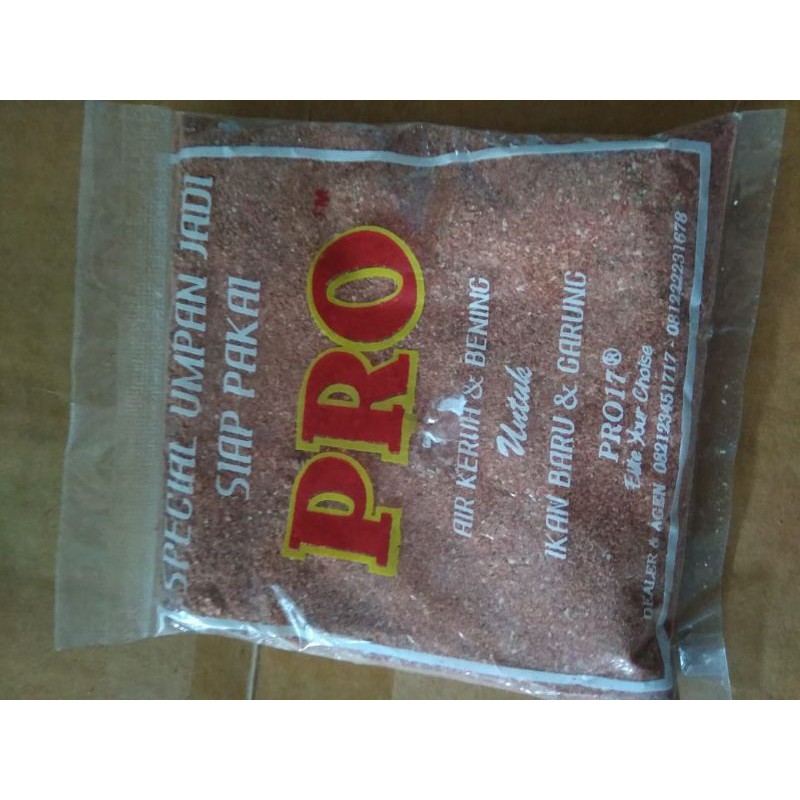 SPECIAL UMPAN JADI
SIAP PAKAI
PRO™
AIR KERUH & BENING
Untuk
IKAN BARU & GARUNG
PRO17®
Elite Your Choise
DEALER & AGEN 082123451717 - 081222231678